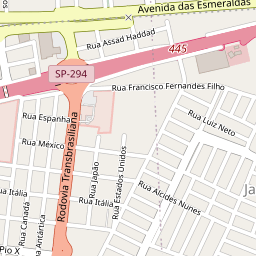 Avenida das Esmeraldas
Rua Assad Haddad
445
SP-294
Rua Francisco Fernandes Filho
Rua Espanha
Rua Luiz Neto
Rua México
Rodovia Transbrasiliana
Rua Japão
Rua Estados Unidos
Rua Itália
Rua Alcides Nunes
Rua Itália
Rua Canadá
Rua Antártica
Pio X